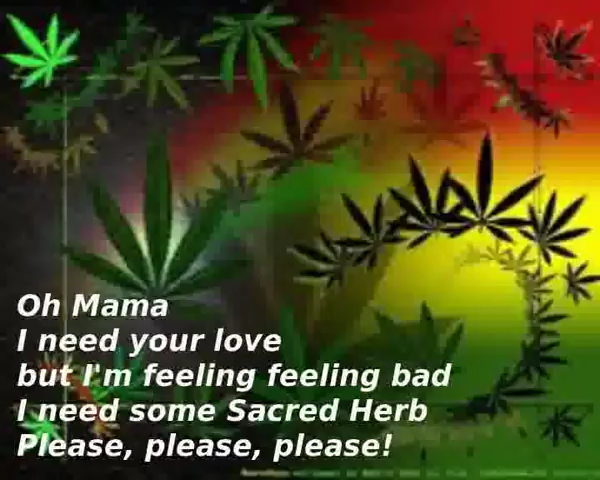 Oh Mama
I need your love
but I'm feeling feeling bad
I need some Sacred Herb
Please, please, please!